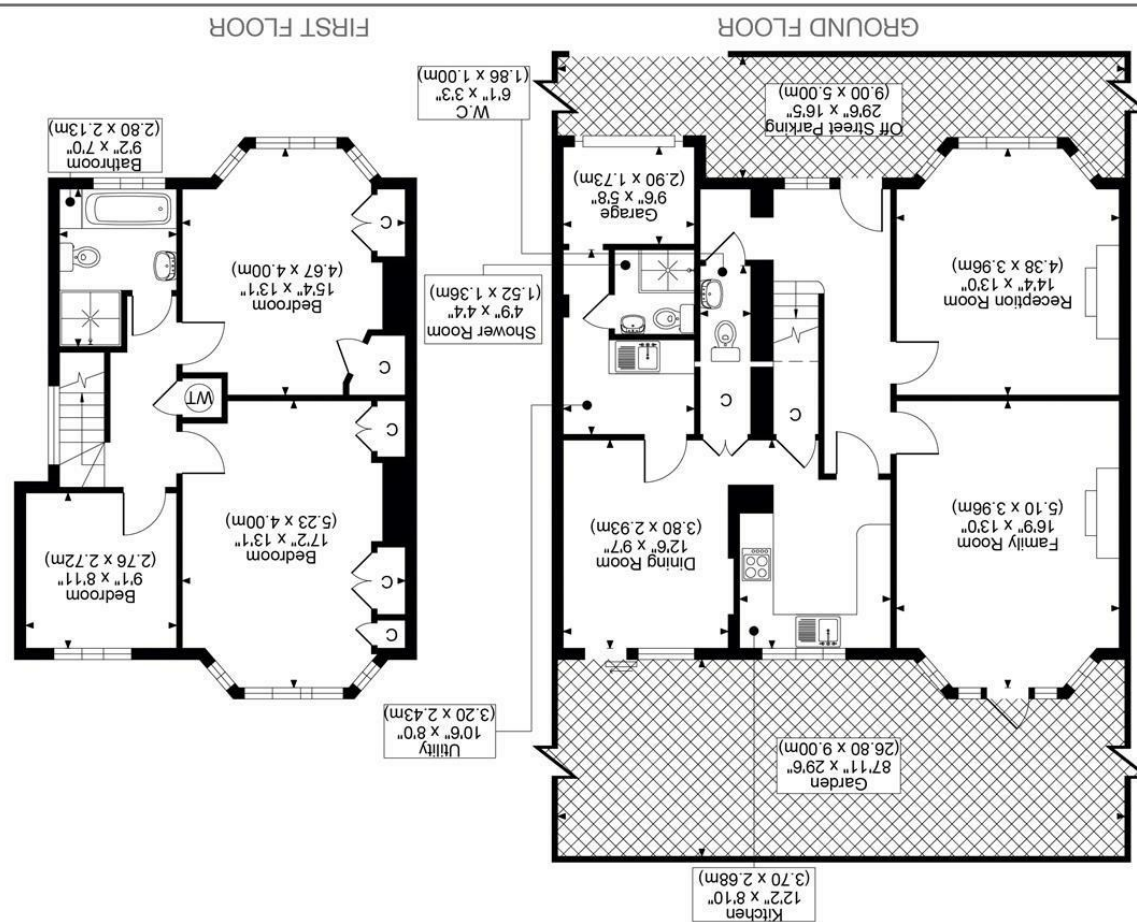 Kitchen
12'2" x 8'10"
(3.70 x 2.68m)
Garden
87'11" x 29'6"
(26.80 x 9.00m)
Utility
10'6" x 8'0"
(3.20 x 2.43m)
Family Room
16'9" x 13'0"
(5.10 x 3.96m)
Dining Room
12'6" x 9'7"
(3.80 x 2.93m)
C
C
Reception Room
14'4" x 13'0"
(4.38 x 3.96m)
Shower Room
4'9" x 4'4"
(1.52 x 1.36m)
Garage
9'6" x 5'8"
(2.90 x 1.73m)
Off Street Parking
29'6" x 16'5"
(9.00 x 5.00m)
W.C
6'1" x 3'3"
(1.86 x 1.00m)
GROUND FLOOR
C
C
Bedroom
17'2" x 13'1"
(5.23 x 4.00m)
Bedroom
9'1" x 8'11"
(2.76 x 2.72m)
C
WT
C
Bedroom
15'4" x 13'1"
(4.67 x 4.00m)
C
Bathroom
9'2" x 7'0"
(2.80 x 2.13m)
FIRST FLOOR